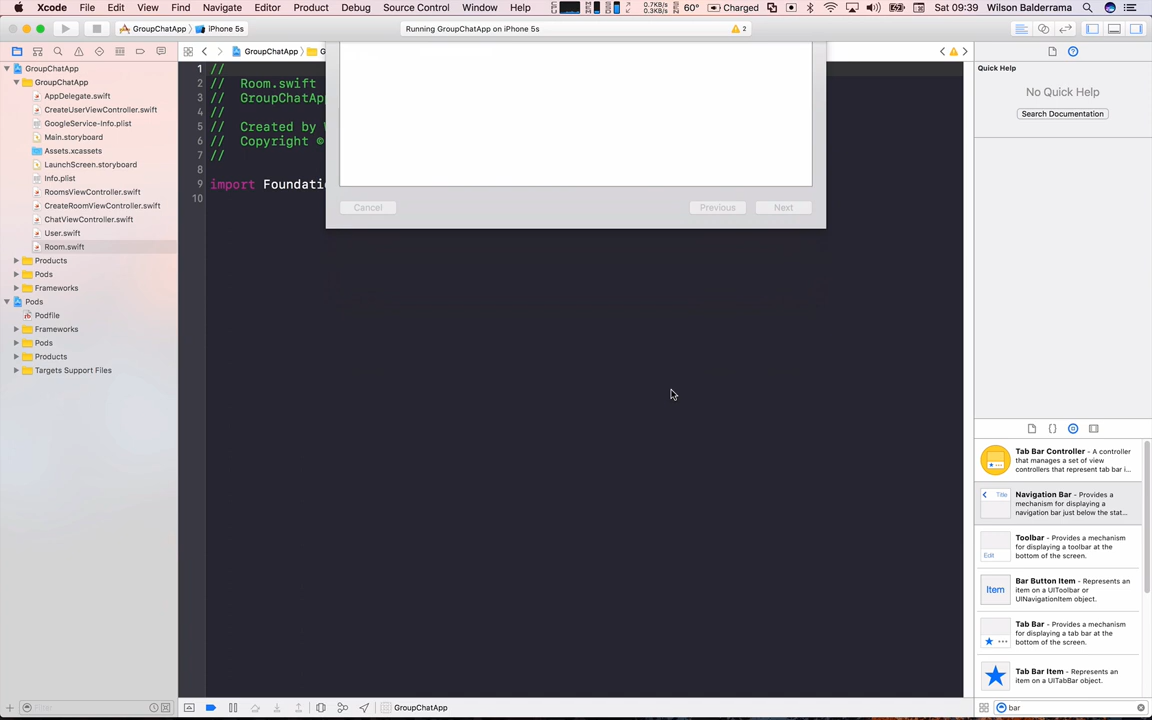 Xcode File Edit View Find Navigate Editor Product Debug Source Control Window Help 0.7KB/s 0.3KB/s 60° Charged Sat 09:39 Wilson Balderrama
GroupChatApp iPhone 5s Running GroupChatApp on iPhone 5s 2
GroupChatApp
GroupChatApp
GroupChatApp
AppDelegate.swift
CreateUserViewController.swift
GoogleService-Info.plist
Main.storyboard
Assets.xcassets
LaunchScreen.storyboard
Info.plist
RoomsViewController.swift
CreateRoomViewController.swift
ChatViewController.swift
User.swift
Room.swift
Products
Pods
Frameworks
Pods
Podfile
Frameworks
Pods
Products
Targets Support Files
Filter
1 //
2 // Room.swift
3 // GroupChatApp
4 //
5 // Created by
6 // Copyright ©
7 //
8
9 import Foundatio
10
Cancel Previous Next
GroupChatApp
Quick Help
No Quick Help
Search Documentation
Tab Bar Controller - A controller
that manages a set of view
controllers that represent tab bar i...
Title
Navigation Bar - Provides a
mechanism for displaying a
navigation bar just below the stat...
Edit
Toolbar - Provides a mechanism
for displaying a toolbar at the
bottom of the screen.
Item
Bar Button Item - Represents an
item on a UIToolbar or
UINavigationItem object.
Tab Bar - Provides a mechanism
for displaying a tab bar at the
bottom of the screen.
Tab Bar Item - Represents an
item on a UITabBar object.
bar